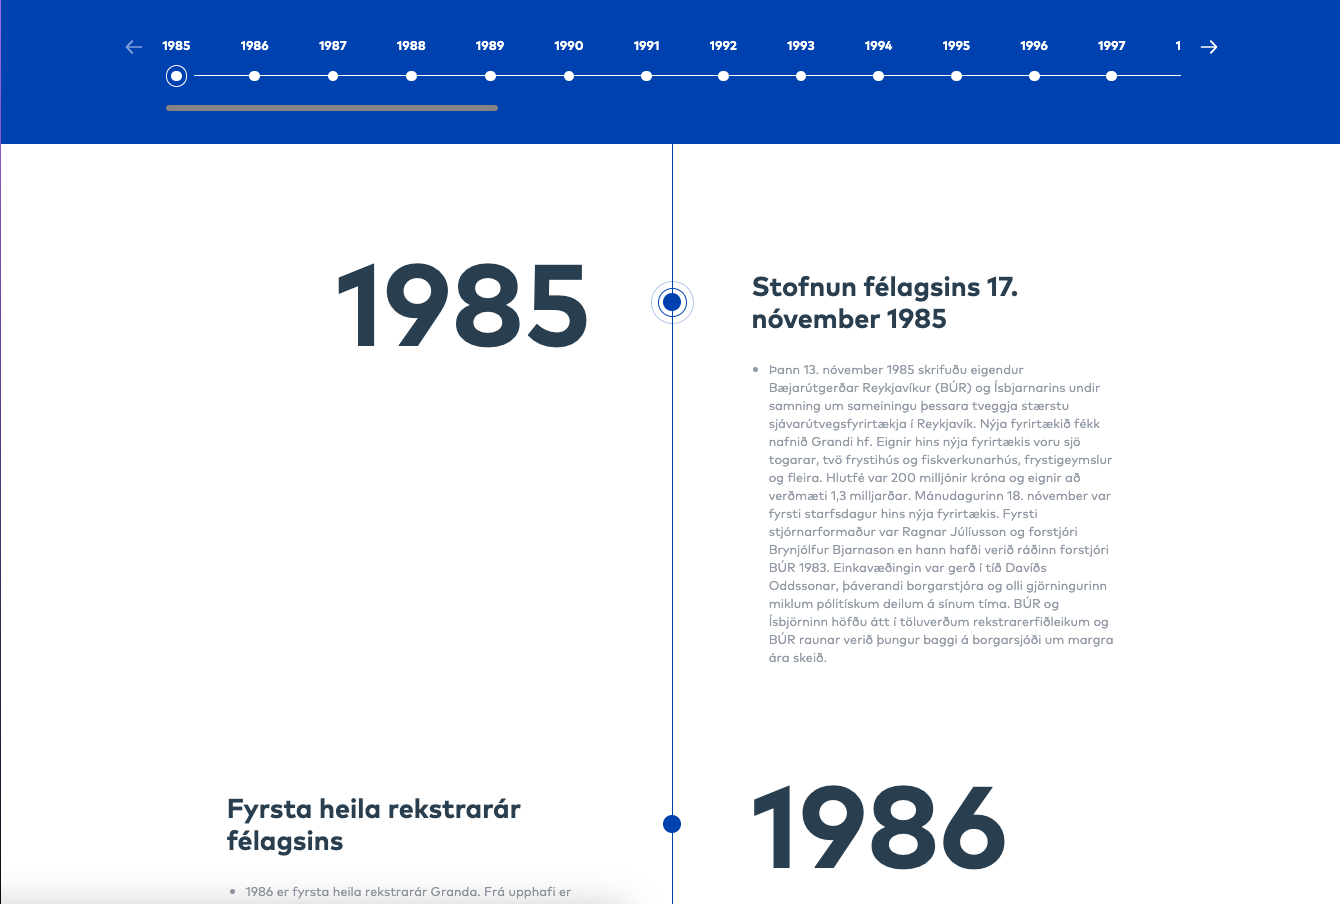 1985 1986 1987 1988 1989 1990 1991 1992 1993 1994 1995 1996 1997 1
1985
Stofnun félagsins 17.
nóvember 1985
Þann 13. nóvember 1985 skrifuðu eigendur
Bæjarútgerðar Reykjavíkur (BÚR) og Ísbjarnarins undir
samning um sameiningu þessara tveggja stærstu
sjávarútvegsfyrirtækja í Reykjavík. Nýja fyrirtækið fékk
nafnið Grandi hf. Eignir hins nýja fyrirtækis voru sjö
togarar, tvö frystihús og fiskverkunarhús, frystigeymslur
og fleira. Hlutfé var 200 milljónir króna og eignir að
verðmæti 1,3 milljarðar. Mánudagurinn 18. nóvember var
fyrsti starfsdagur hins nýja fyrirtækis. Fyrsti
stjórnarformaður var Ragnar Júlíusson og forstjóri
Brynjólfur Bjarnason en hann hafði verið ráðinn forstjóri
BÚR 1983. Einkavæðingin var gerð í tíð Davíðs
Oddssonar, þáverandi borgarstjóra og olli gjörningurinn
miklum pólitískum deilum á sínum tíma. BÚR og
Ísbjörninn höfðu átt í töluverðum rekstrarerfiðleikum og
BÚR raunar verið þungur baggi á borgarsjóði um margra
ára skeið.
Fyrsta heila rekstrarár
félagsins
1986
1986 er fyrsta heila rekstrarár Granda. Frá upphafi er